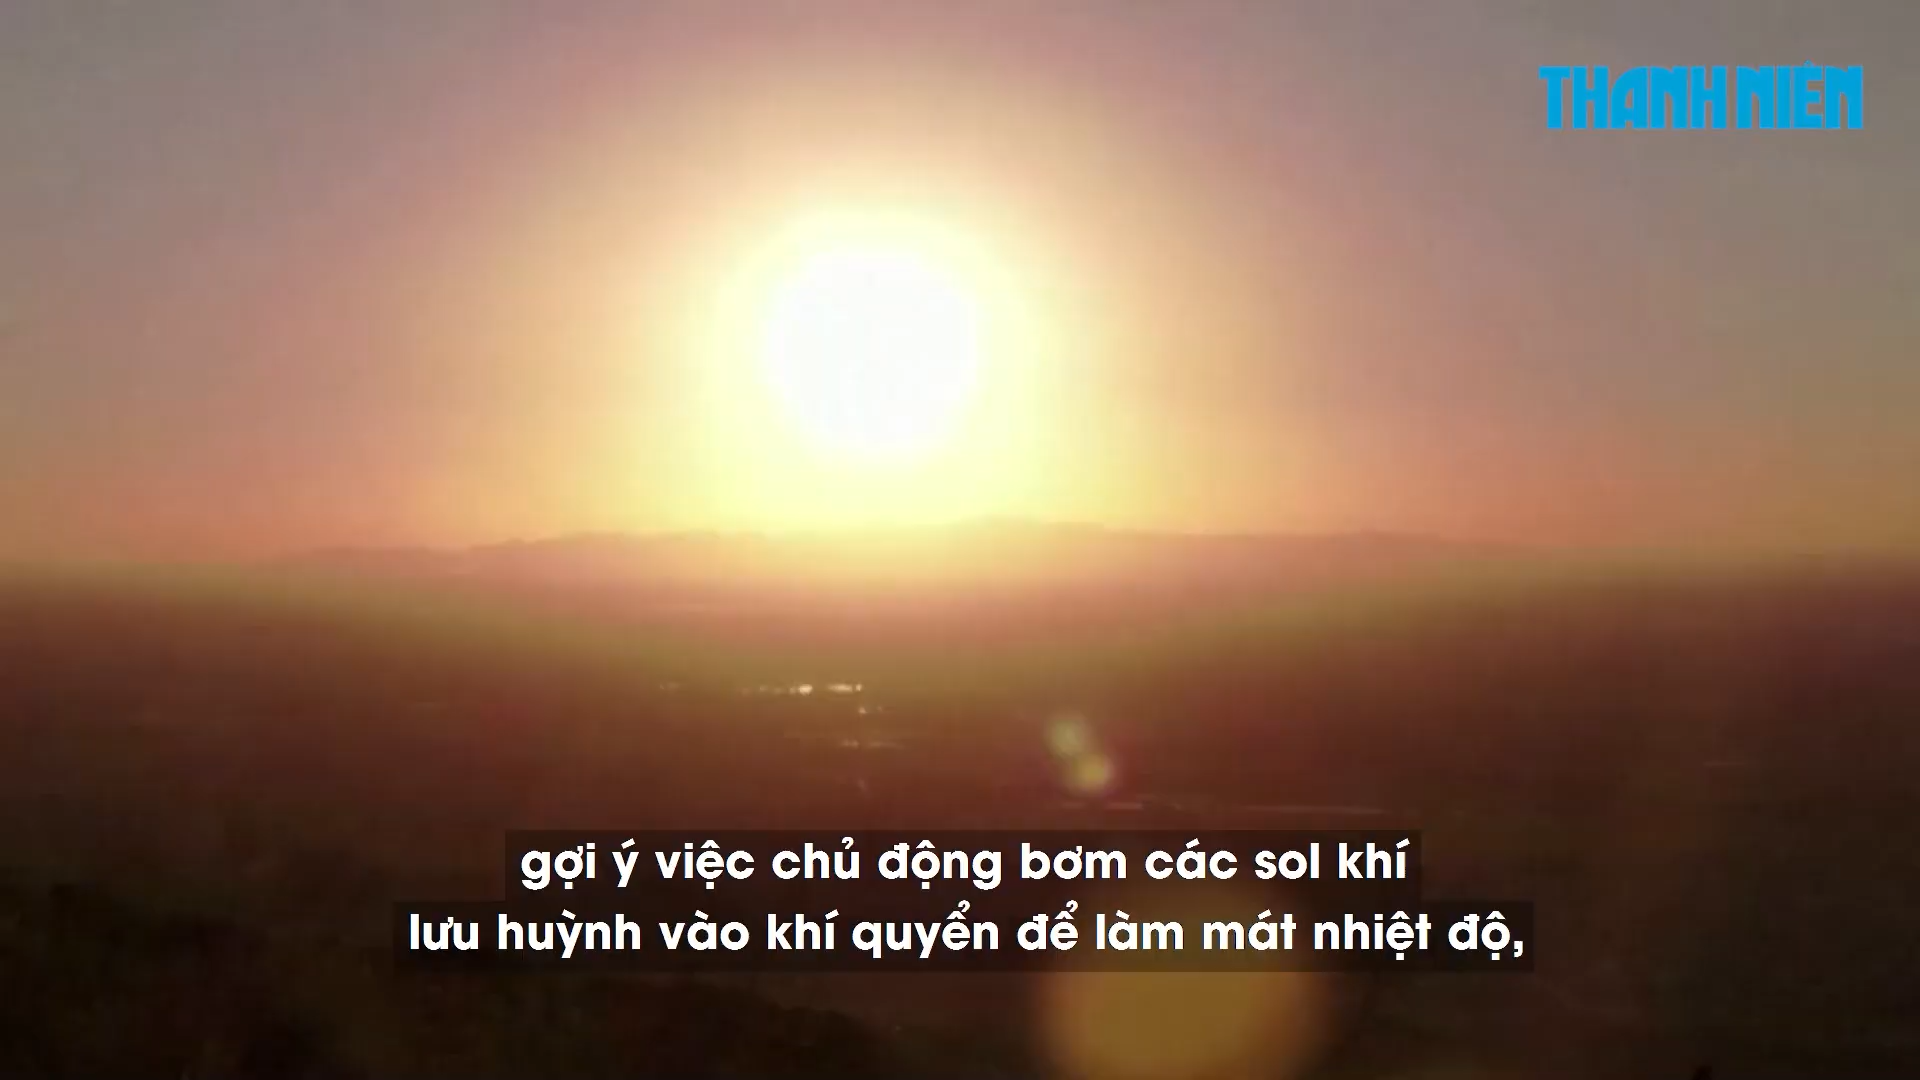 THANH NIÊN
gợi ý việc chủ động bơm các sol khí
lưu huỳnh vào khí quyển để làm mát nhiệt độ,